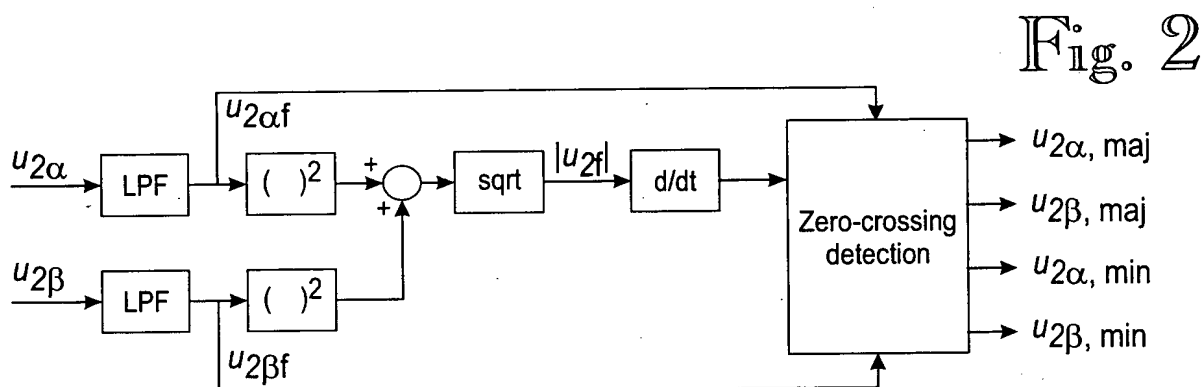 Fig. 2
u2αf
u2α
LPF
( )2
+
+
sqrt
|u2f|
d/dt
Zero-crossing
detection
u2α, maj
u2β, maj
u2α, min
u2β, min
u2β
LPF
( )2
u2βf